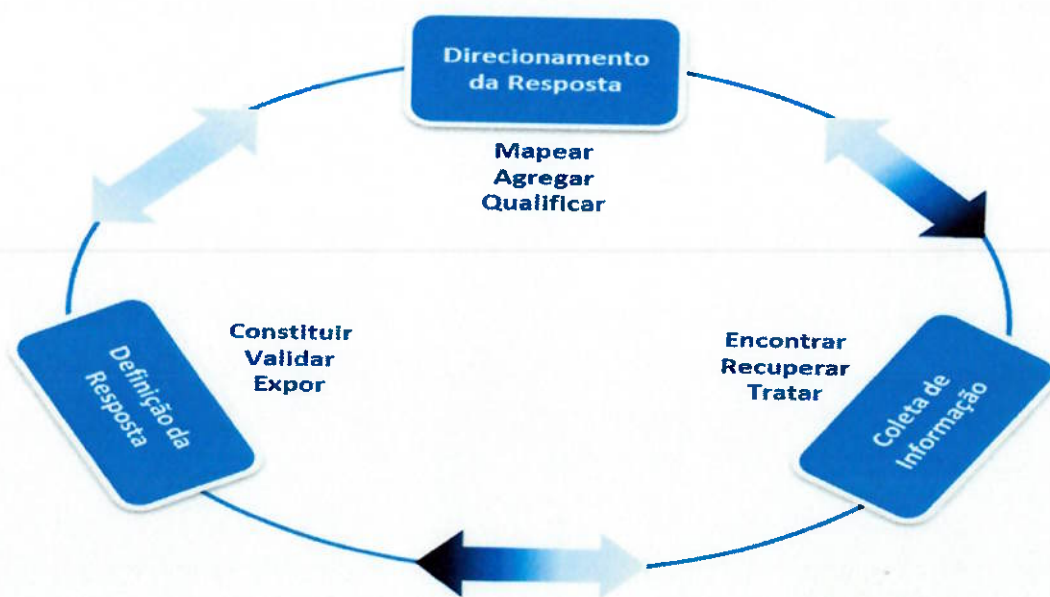 Direcionamento
da Resposta
Mapear
Agregar
Qualificar
Encontrar
Recuperar
Tratar
Coleta de
Informação
Constituir
Validar
Expor
Definição da
Resposta